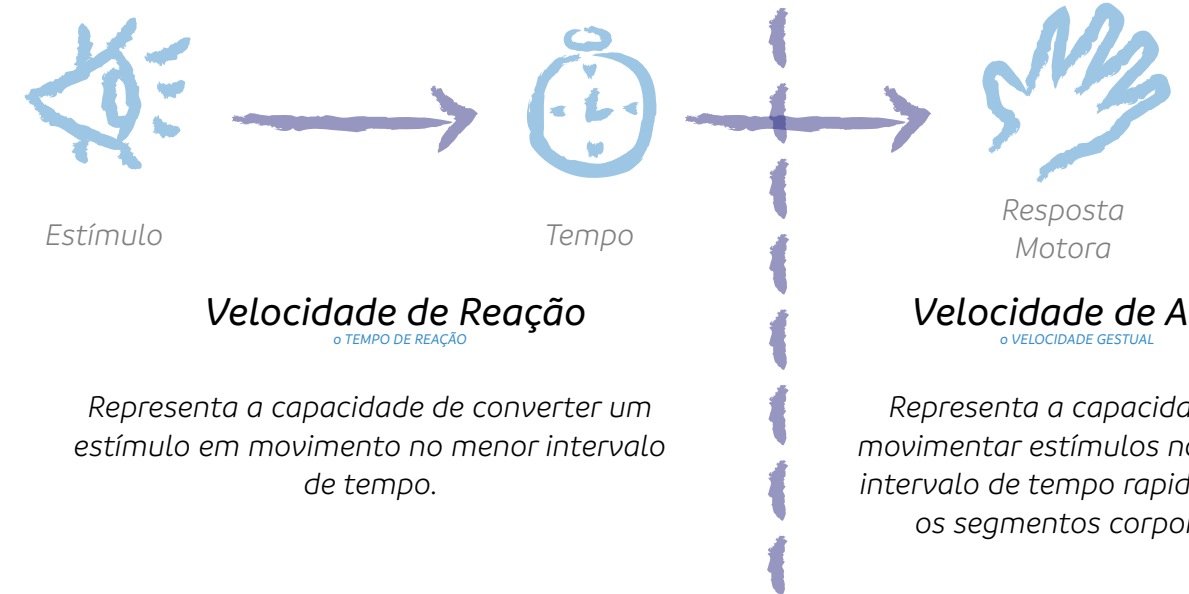 Estímulo
Tempo
Resposta
Motora
Velocidade de Reação
o TEMPO DE REAÇÃO
Representa a capacidade de converter um
estímulo em movimento no menor intervalo
de tempo.
Velocidade de A
o VELOCIDADE GESTUAL
Representa a capacida
movimentar estímulos no
intervalo de tempo rapid
os segmentos corpor